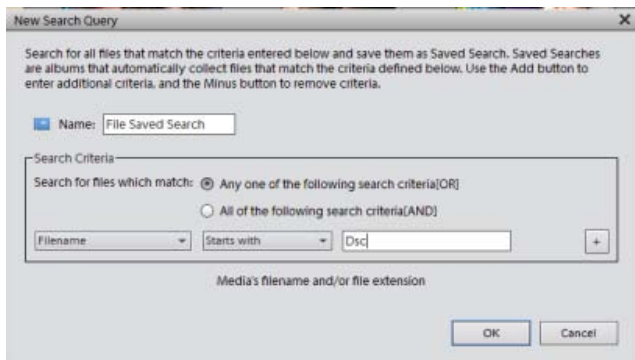 New Search Query
Search for all files that match the criteria entered below and save them as Saved Search. Saved Searches
are albums that automatically collect files that match the criteria defined below. Use the Add button to
enter additional criteria, and the Minus button to remove criteria.
Name: File Saved Search
Search Criteria
Search for files which match: Any one of the following search criteria[OR]
All of the following search criteria[AND]
Filename Starts with Dsc +
Media's filename and/or file extension
OK Cancel